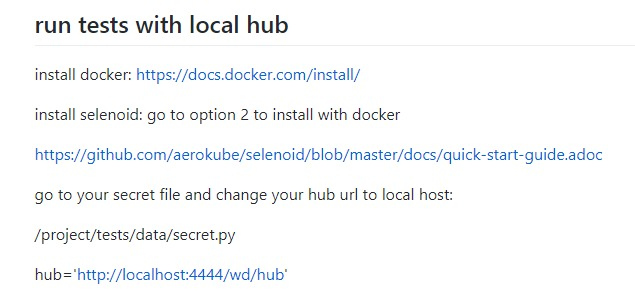 run tests with local hub
install docker: https://docs.docker.com/install/
install selenoid: go to option 2 to install with docker
https://github.com/aerokube/selenoid/blob/master/docs/quick-start-guide.adoc
go to your secret file and change your hub url to local host:
/project/tests/data/secret.py
hub='http://localhost:4444/wd/hub'